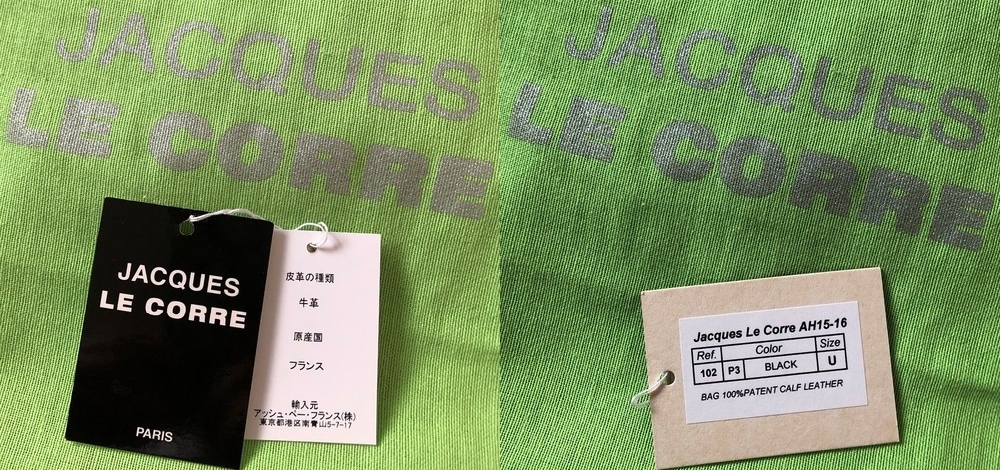 JACQUES
LE CORRE
JACQUES
LE CORRE
PARIS
皮革の種類
牛革
原産国
フランス
輸入元
アッシュ・ペー・フランス(株)
東京都港区南青山5-7-17
JACQUES
LE CORRE
Jacques Le Corre AH15-16
Ref. Color Size
102 P3 BLACK U
BAG 100%PATENT CALF LEATHER